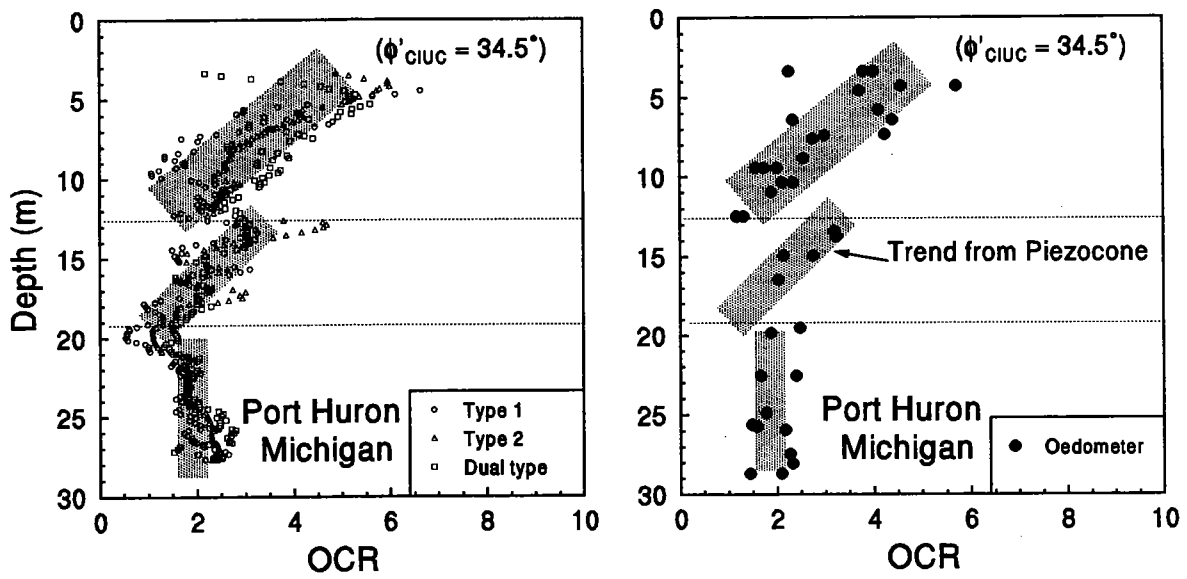 0
5
10
15
20
25
30
Depth (m)
(ϕ'CIUC = 34.5°)
Port Huron
Michigan
Type 1
Type 2
Dual type
0 2 4 6 8 10
OCR
0
5
10
15
20
25
30
(ϕ'CIUC = 34.5°)
Trend from Piezocone
Port Huron
Michigan
Oedometer
0 2 4 6 8 10
OCR